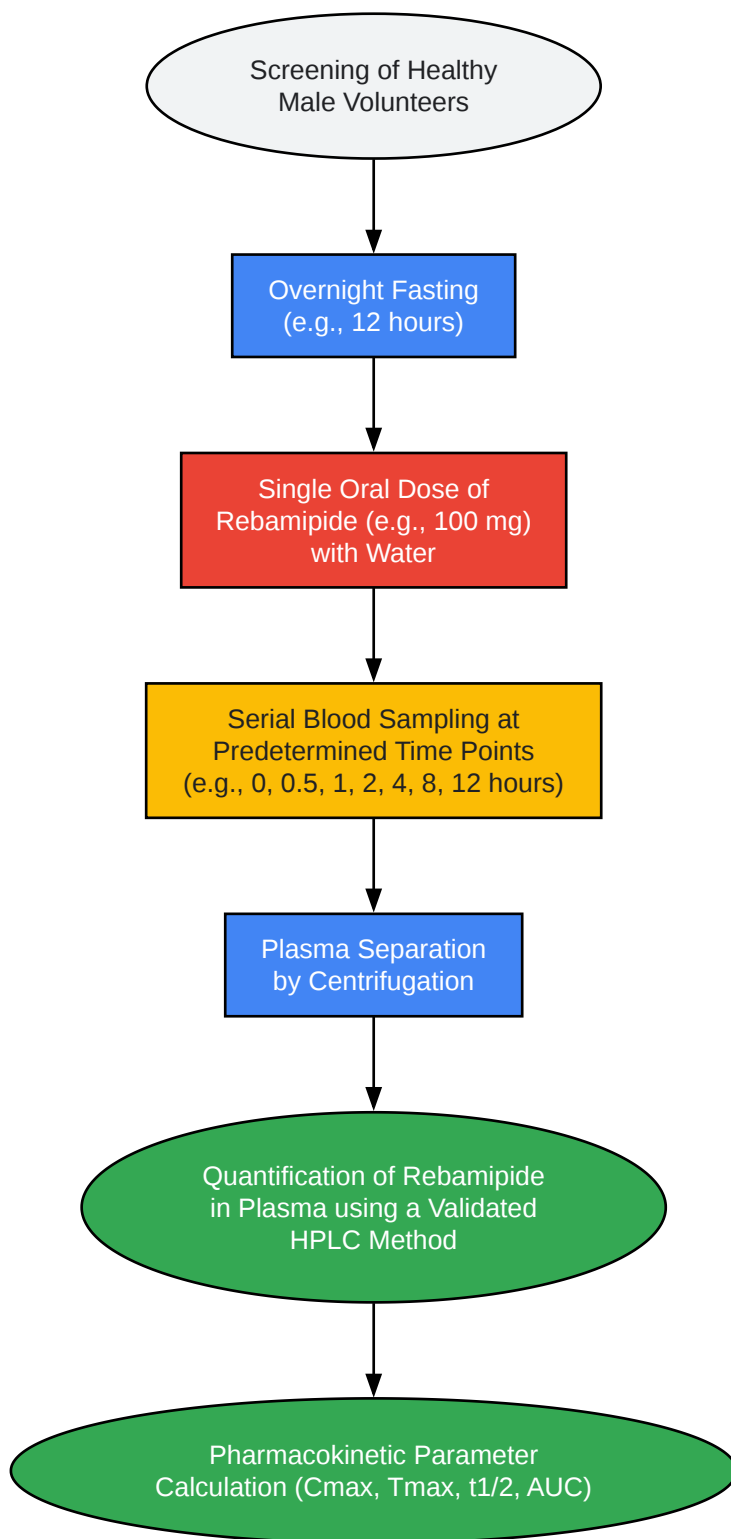 Screening of Healthy
Male Volunteers
Overnight Fasting
(e.g., 12 hours)
Single Oral Dose of
Rebamipide (e.g., 100 mg)
with Water
Serial Blood Sampling at
Predetermined Time Points
(e.g., 0, 0.5, 1, 2, 4, 8, 12 hours)
Plasma Separation
by Centrifugation
Quantification of Rebamipide
in Plasma using a Validated
HPLC Method
Pharmacokinetic Parameter
Calculation (Cmax, Tmax, t1/2, AUC)